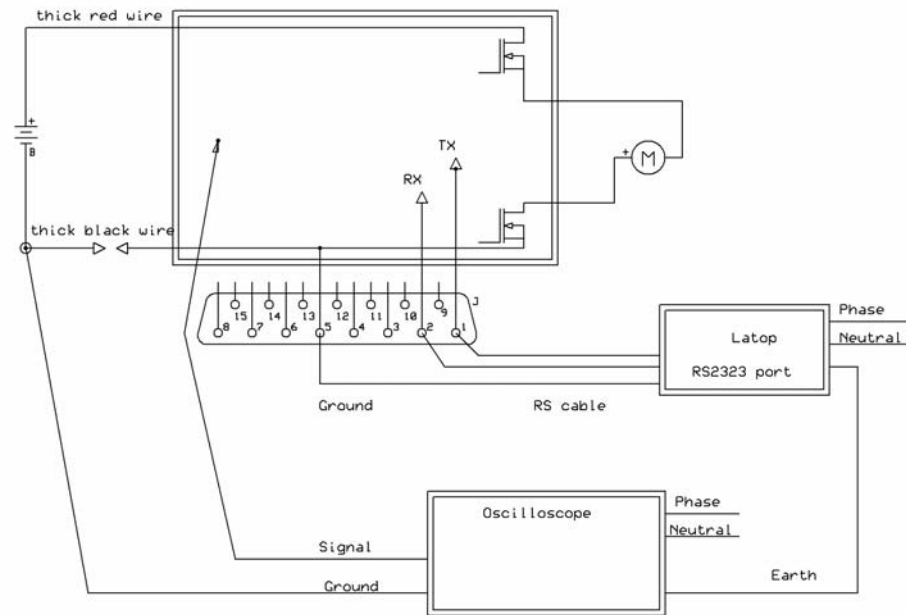 thick red wire
+
B
thick black wire
TX
RX
+ M
J
15 14 13 12 11 10 9
8 7 6 5 4 3 2 1
Phase
Latop
Neutral
RS2323 port
Ground
RS cable
Phase
Oscilloscope
Neutral
Signal
Earth
Ground